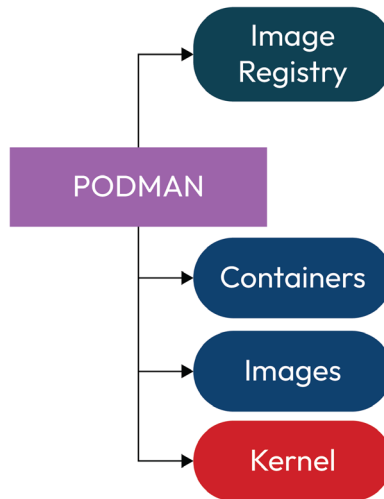 Image
Registry
PODMAN
Containers
Images
Kernel